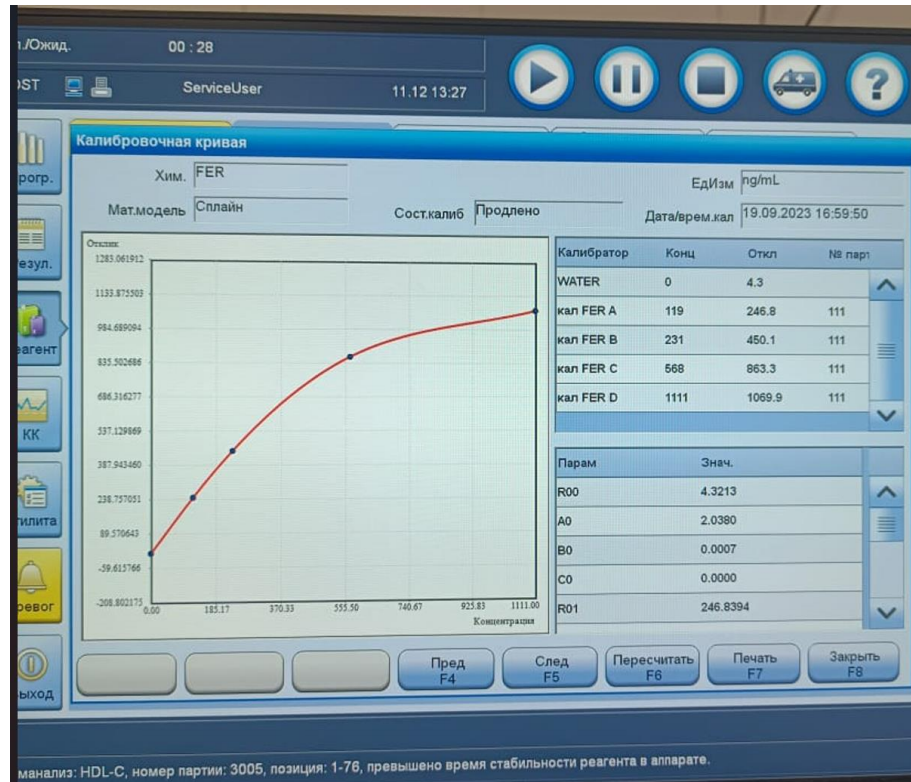 00 : 28
ServiceUser
11.12 13:27
?
Калибровочная кривая
Хим. FER
ЕдИзм ng/mL
Мат.модель Сплайн
Сост.калиб Продлено
Дата/врем.кал 19.09.2023 16:59:50
Отклик
1283.061912
1133.875503
984.689094
835.502686
686.316277
537.129869
387.943460
238.757051
89.570643
-59.615766
-208.802175
0.00 185.17 370.33 555.50 740.67 925.83 1111.00
Концентрация
Калибратор Конц Откл № парт
WATER 0 4.3
кал FER A 119 246.8 111
кал FER B 231 450.1 111
кал FER C 568 863.3 111
кал FER D 1111 1069.9 111
Парам Знач.
R00 4.3213
A0 2.0380
B0 0.0007
C0 0.0000
R01 246.8394
КК
Пред F4
След F5
Пересчитать F6
Печать F7
Закрыть F8
: HDL-C, номер партии: 3005, позиция: 1-76, превышено время стабильности реагента в аппарате.